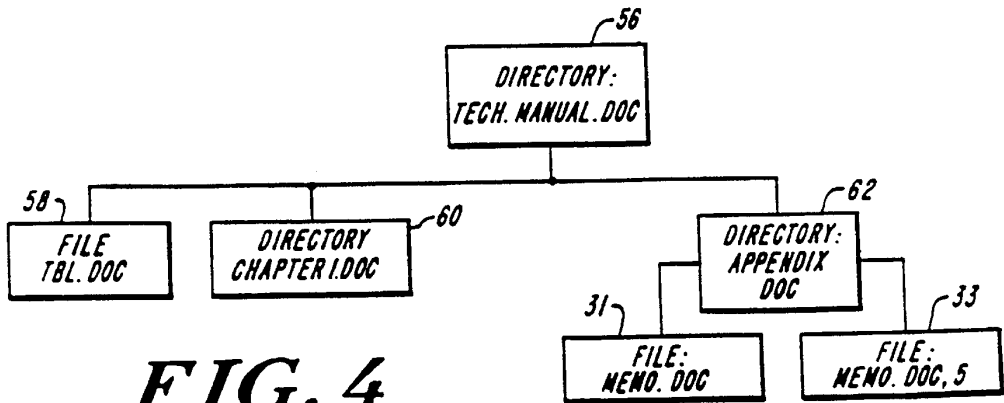 56
DIRECTORY:
TECH. MANUAL.DOC
58
FILE
TBL. DOC
60
DIRECTORY
CHAPTER 1.DOC
62
DIRECTORY:
APPENDIX
DOC
31
FILE:
MEMO. DOC
33
FILE:
MEMO. DOC, 5
FIG. 4